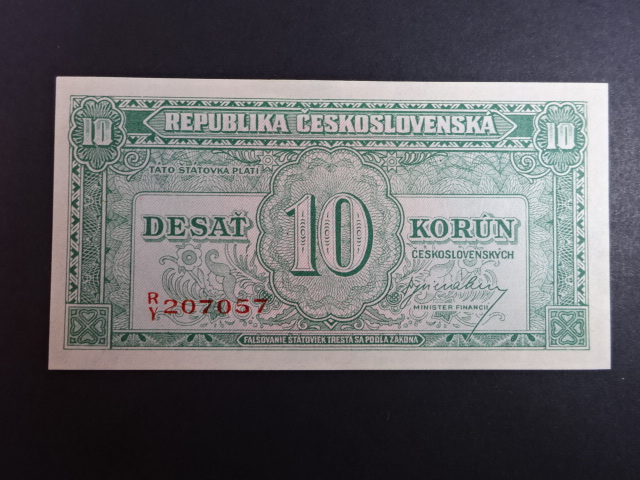 10 REPUBLIKA ČESKOSLOVENSKÁ 10
TÁTO ŠTÁTOVKA PLATÍ
DESAŤ 10 KORÚN
ČESKOSLOVENSKÝCH
R/Y 207057
MINISTER FINANCIÍ
FALŠOVANIE ŠTÁTOVIEK TRESTÁ SA PODĽA ZÁKONA